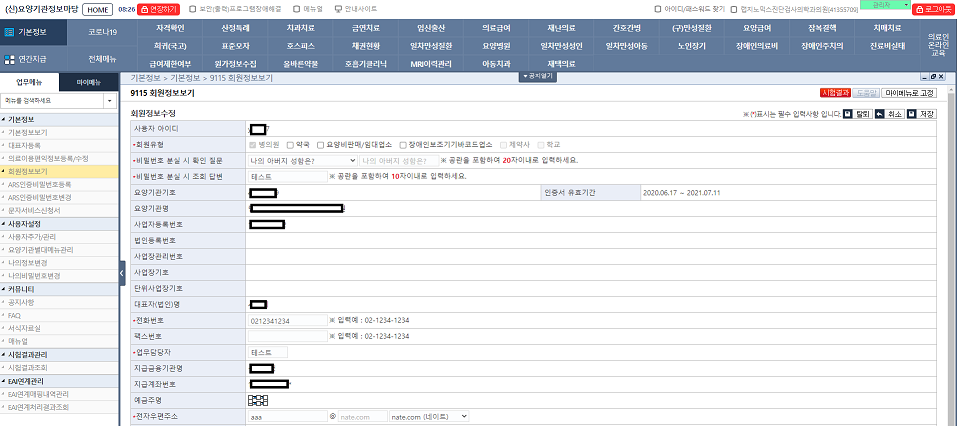 (신)요양기관정보마당 HOME 08:26 연장하기 보안(출력)프로그램장애해결 메뉴얼 안내사이트 아이디/패스워드 찾기 랩지노믹스진단검사의학과의원[41355709] 관리자 로그아웃
기본정보 코로나19 자격확인 산정특례 치과치료 금연치료 임신출산 의료급여 재난의료 간호간병 (구)만성질환 요양급여 잠복결핵 치매치료
희귀(국고) 표준모자 호스피스 채권현황 일차만성질환 요양병원 일차만성성인 일차만성아동 노인장기 장애인의료비 장애인주치의 진료비실태 의료인 온라인 교육
연간지급 전체메뉴 급여제한여부 원가정보수집 올바른약물 호흡기클리닉 MRI이력관리 아동치과 재택의료
업무메뉴 마이메뉴 기본정보 > 기본정보 > 9115 회원정보보기 공지열기
메뉴를 검색하세요 9115 회원정보보기 시험결과 도움말 마이메뉴로 고정
기본정보
기본정보보기
대표자등록
의료이용편익정보등록/수정
회원정보보기
ARS인증비밀번호등록
ARS인증비밀번호변경
문자서비스신청서
사용자설정
사용자추가/관리
요양기관별대메뉴관리
나의정보변경
나의비밀번호변경
커뮤니티
공지사항
FAQ
서식자료실
메뉴얼
시험결과관리
시험결과조회
EAI연계관리
EAI연계매핑내역관리
EAI연계처리결과조회
회원정보수정 ※ (*)표시는 필수 입력사항 입니다. 탈퇴 취소 저장
사용자 아이디
*회원유형 병의원 약국 요양비판매/임대업소 장애인보조기기바코드업소 제약사 학교
*비밀번호 분실 시 확인 질문 나의 아버지 성함은? 나의 아버지 성함은? ※ 공란을 포함하여 20자이내로 입력하세요.
*비밀번호 분실 시 조회 답변 테스트 ※ 공란을 포함하여 10자이내로 입력하세요.
요양기관기호 인증서 유효기간 2020.06.17 ~ 2021.07.11
요양기관명
사업자등록번호
법인등록번호
사업장관리번호
사업장기호
단위사업장기호
대표자(법인)명
*전화번호 0212341234 ※ 입력예 : 02-1234-1234
팩스번호 ※ 입력예 : 02-1234-1234
*업무담당자 테스트
지급금융기관명
지급계좌번호
예금주명
*전자우편주소 aaa @ nate.com nate.com (네이트)